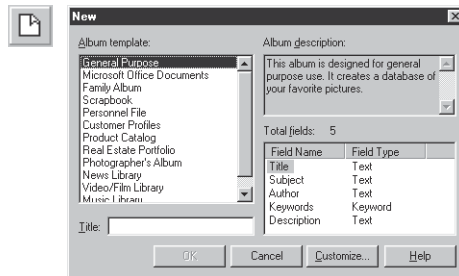 New
Album template:
General Purpose
Microsoft Office Documents
Family Album
Scrapbook
Personnel File
Customer Profiles
Product Catalog
Real Estate Portfolio
Photographer's Album
News Library
Video/Film Library
Music Library
Title:
Album description:
This album is designed for general
purpose use. It creates a database of
your favorite pictures.
Total fields: 5
Field Name Field Type
Title Text
Subject Text
Author Text
Keywords Keyword
Description Text
OK Cancel Customize... Help